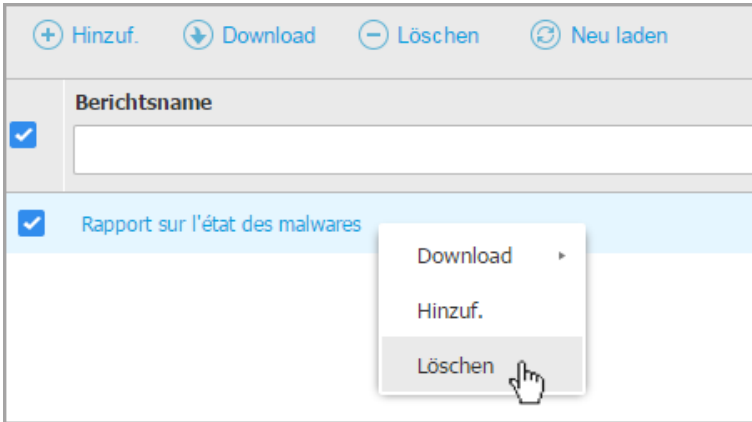 Hinzuf. Download Löschen Neu laden
Berichtsname
Rapport sur l'état des malwares
Download
Hinzuf.
Löschen